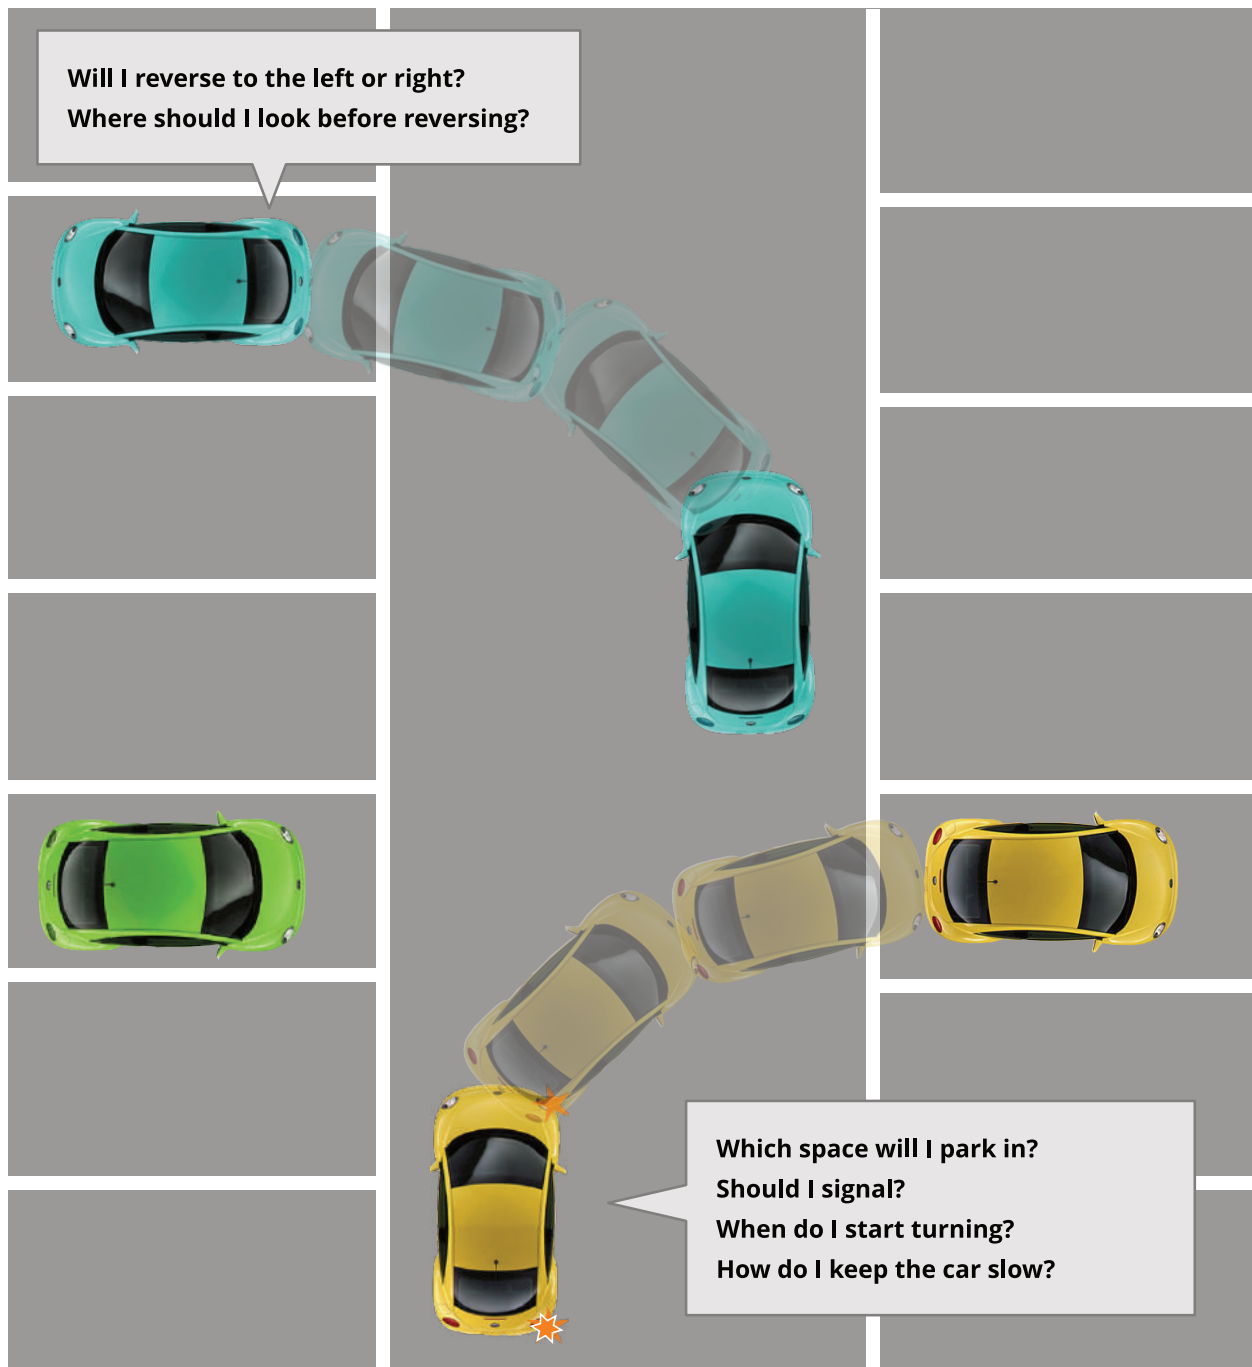 Will I reverse to the left or right?
Where should I look before reversing?
Which space will I park in?
Should I signal?
When do I start turning?
How do I keep the car slow?